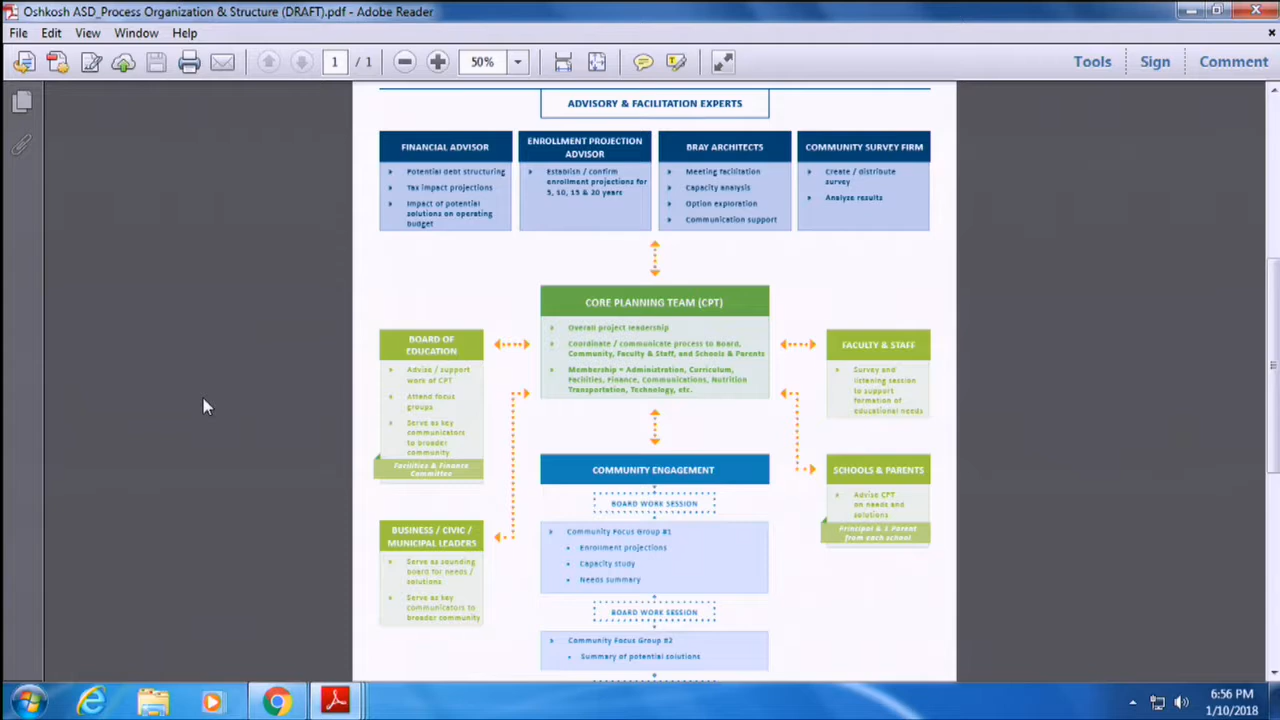 Oshkosh ASD_Process Organization & Structure (DRAFT).pdf - Adobe Reader
File Edit View Window Help
1 / 1 50% Tools Sign Comment
ADVISORY & FACILITATION EXPERTS
FINANCIAL ADVISOR
Potential debt structuring
Tax impact projections
Impact of potential
solutions on operating
budget
ENROLLMENT PROJECTION
ADVISOR
Establish / confirm
enrollment projections for
5, 10, 15 & 20 years
BRAY ARCHITECTS
Meeting facilitation
Capacity analysis
Option exploration
Communication support
COMMUNITY SURVEY FIRM
Create / distribute
survey
Analyze results
CORE PLANNING TEAM (CPT)
Overall project leadership
Coordinate / communicate process to Board,
Community, Faculty & Staff, and Schools & Parents
Membership = Administration, Curriculum,
Facilities, Finance, Communications, Nutrition
Transportation, Technology, etc.
BOARD OF
EDUCATION
Advise / support
work of CPT
Attend focus
groups
Serve as key
communicators
to broader
community
Facilities & Finance
Committee
FACULTY & STAFF
Survey and
listening session
to support
formation of
educational needs
COMMUNITY ENGAGEMENT
BOARD WORK SESSION
Community Focus Group #1
Enrollment projections
Capacity study
Needs summary
BOARD WORK SESSION
Community Focus Group #2
Summary of potential solutions
SCHOOLS & PARENTS
Advise CPT
on needs and
solutions
Principal & 1 Parent
from each school
BUSINESS / CIVIC /
MUNICIPAL LEADERS
Serve as sounding
board for needs /
solutions
Serve as key
communicators to
broader community
6:56 PM
1/10/2018